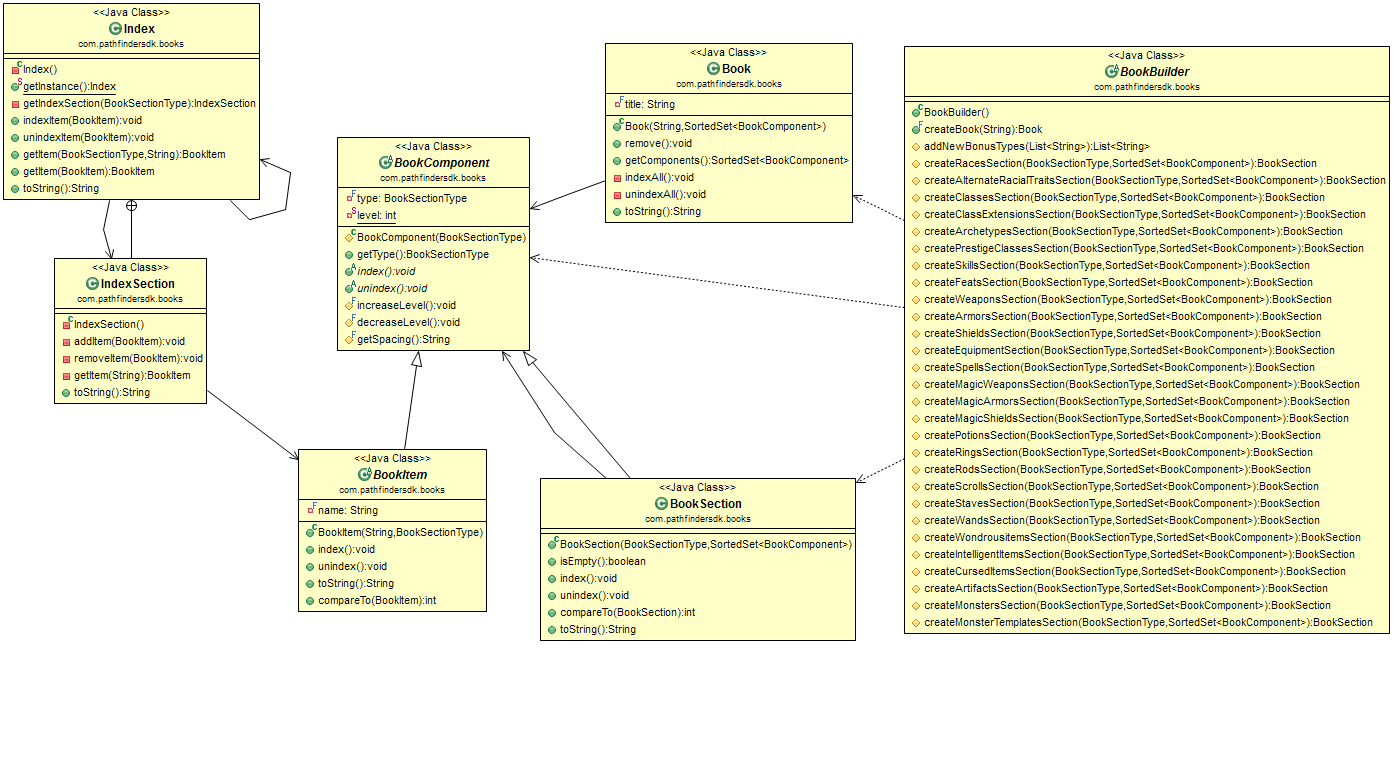 <<Java Class>>
Index
com.pathfindersdk.books
Index()
getInstance():Index
getIndexSection(BookSectionType):IndexSection
indexItem(BookItem):void
unindexItem(BookItem):void
getItem(BookSectionType,String):BookItem
getItem(BookItem):BookItem
toString():String
<<Java Class>>
IndexSection
com.pathfindersdk.books
IndexSection()
addItem(BookItem):void
removeItem(BookItem):void
getItem(String):BookItem
toString():String
<<Java Class>>
BookComponent
com.pathfindersdk.books
type: BookSectionType
level: int
BookComponent(BookSectionType)
getType():BookSectionType
index():void
unindex():void
increaseLevel():void
decreaseLevel():void
getSpacing():String
<<Java Class>>
BookItem
com.pathfindersdk.books
name: String
BookItem(String,BookSectionType)
index():void
unindex():void
toString():String
compareTo(BookItem):int
<<Java Class>>
Book
com.pathfindersdk.books
title: String
Book(String,SortedSet<BookComponent>)
remove():void
getComponents():SortedSet<BookComponent>
indexAll():void
unindexAll():void
toString():String
<<Java Class>>
BookSection
com.pathfindersdk.books
BookSection(BookSectionType,SortedSet<BookComponent>)
isEmpty():boolean
index():void
unindex():void
compareTo(BookSection):int
toString():String
<<Java Class>>
BookBuilder
com.pathfindersdk.books
BookBuilder()
createBook(String):Book
addNewBonusTypes(List<String>):List<String>
createRacesSection(BookSectionType,SortedSet<BookComponent>):BookSection
createAlternateRacialTraitsSection(BookSectionType,SortedSet<BookComponent>):BookSection
createClassesSection(BookSectionType,SortedSet<BookComponent>):BookSection
createClassExtensionsSection(BookSectionType,SortedSet<BookComponent>):BookSection
createArchetypesSection(BookSectionType,SortedSet<BookComponent>):BookSection
createPrestigeClassesSection(BookSectionType,SortedSet<BookComponent>):BookSection
createSkillsSection(BookSectionType,SortedSet<BookComponent>):BookSection
createFeatsSection(BookSectionType,SortedSet<BookComponent>):BookSection
createWeaponsSection(BookSectionType,SortedSet<BookComponent>):BookSection
createArmorsSection(BookSectionType,SortedSet<BookComponent>):BookSection
createShieldsSection(BookSectionType,SortedSet<BookComponent>):BookSection
createEquipmentSection(BookSectionType,SortedSet<BookComponent>):BookSection
createSpellsSection(BookSectionType,SortedSet<BookComponent>):BookSection
createMagicWeaponsSection(BookSectionType,SortedSet<BookComponent>):BookSection
createMagicArmorsSection(BookSectionType,SortedSet<BookComponent>):BookSection
createMagicShieldsSection(BookSectionType,SortedSet<BookComponent>):BookSection
createPotionsSection(BookSectionType,SortedSet<BookComponent>):BookSection
createRingsSection(BookSectionType,SortedSet<BookComponent>):BookSection
createRodsSection(BookSectionType,SortedSet<BookComponent>):BookSection
createScrollsSection(BookSectionType,SortedSet<BookComponent>):BookSection
createStavesSection(BookSectionType,SortedSet<BookComponent>):BookSection
createWandsSection(BookSectionType,SortedSet<BookComponent>):BookSection
createWondrousitemsSection(BookSectionType,SortedSet<BookComponent>):BookSection
createIntelligentItemsSection(BookSectionType,SortedSet<BookComponent>):BookSection
createCursedItemsSection(BookSectionType,SortedSet<BookComponent>):BookSection
createArtifactsSection(BookSectionType,SortedSet<BookComponent>):BookSection
createMonstersSection(BookSectionType,SortedSet<BookComponent>):BookSection
createMonsterTemplatesSection(BookSectionType,SortedSet<BookComponent>):BookSection